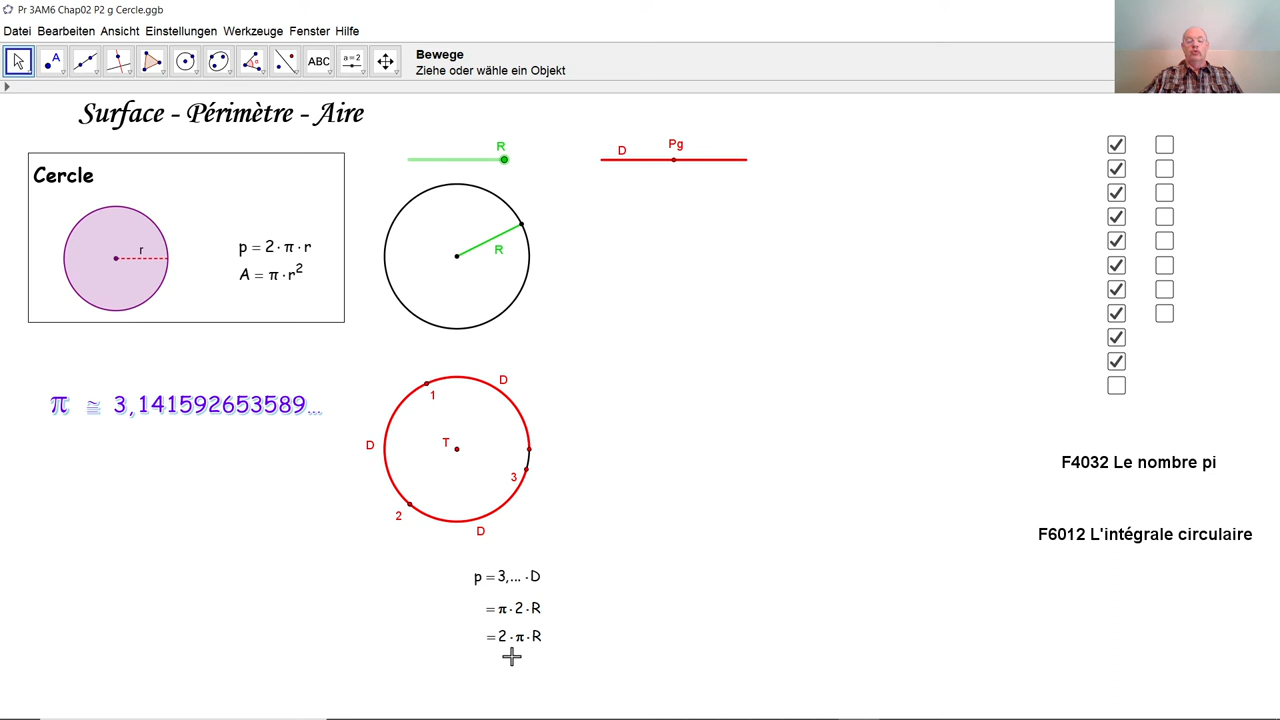 Pr 3AM6 Chap02 P2 g Cercle.ggb
Datei Bearbeiten Ansicht Einstellungen Werkzeuge Fenster Hilfe
A
ABC
a=2
Bewege
Ziehe oder wähle ein Objekt
Surface - Périmètre - Aire
Cercle
r
p = 2·π·r
A = π·r²
R
R
D
Pg
π ≅ 3,141592653589...
D
1
D
T
3
2
D
p = 3,... ·D
= π·2·R
= 2·π·R
F4032 Le nombre pi
F6012 L'intégrale circulaire